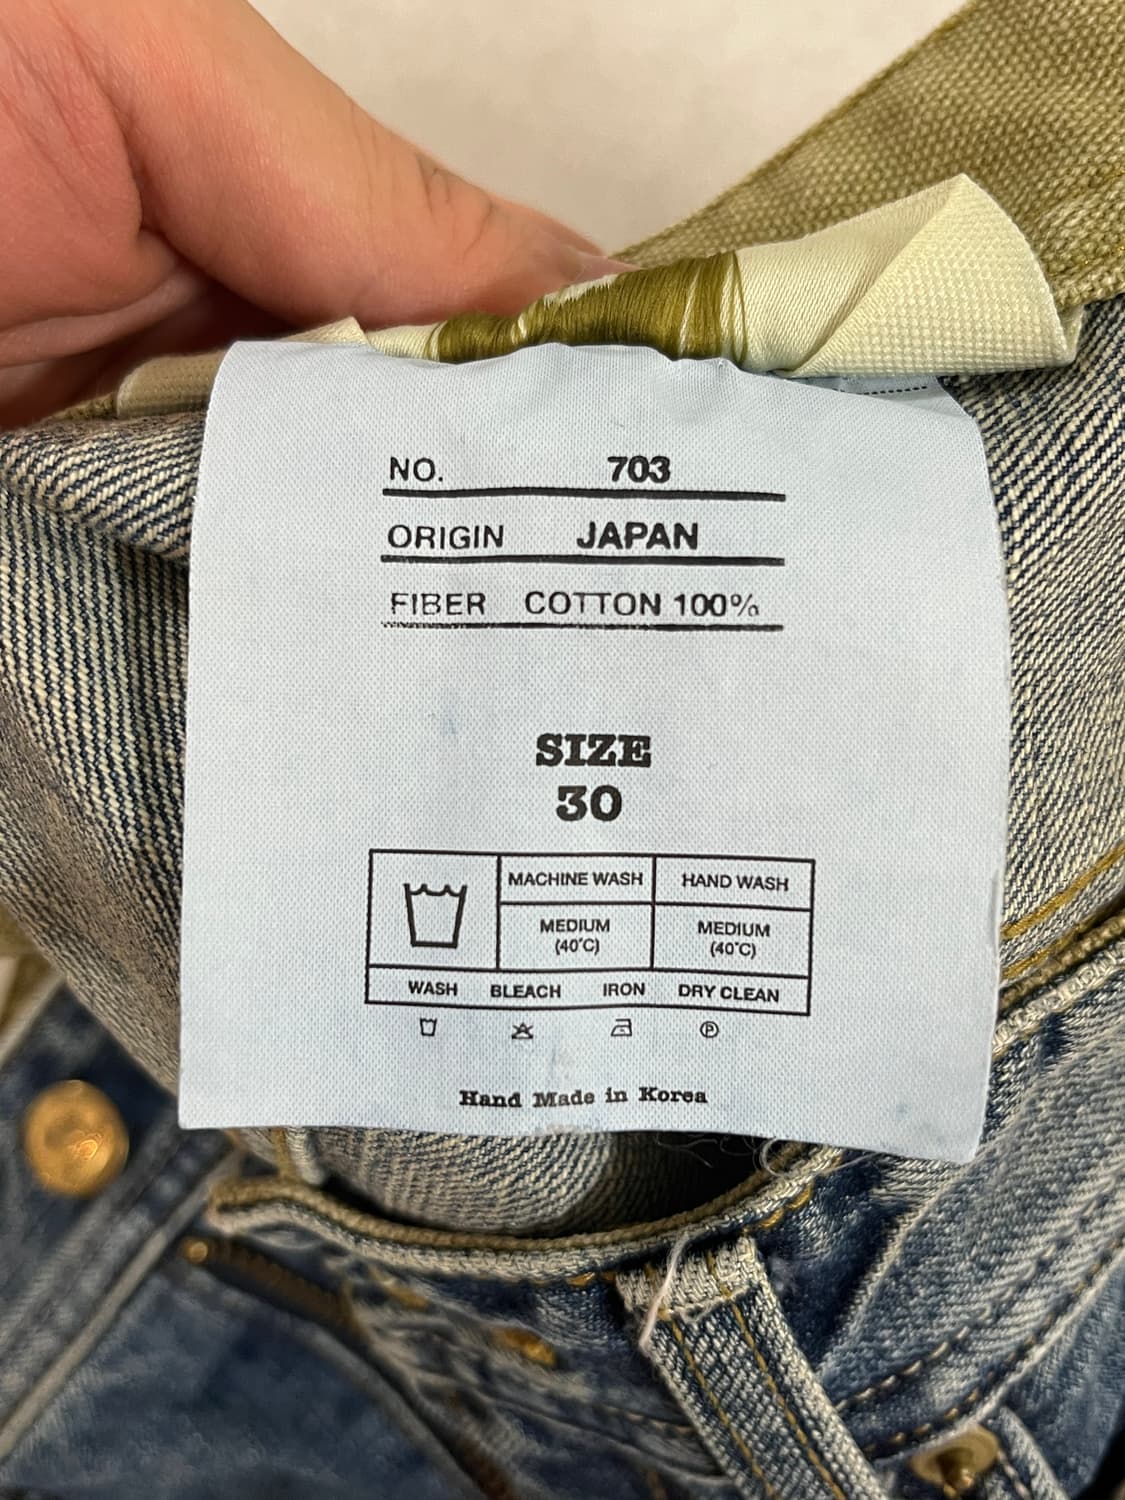 NO. 703
ORIGIN JAPAN
FIBER COTTON 100%
SIZE
30
MACHINE WASH HAND WASH
MEDIUM (40°C) MEDIUM (40°C)
WASH BLEACH IRON DRY CLEAN
P
Hand Made in Korea